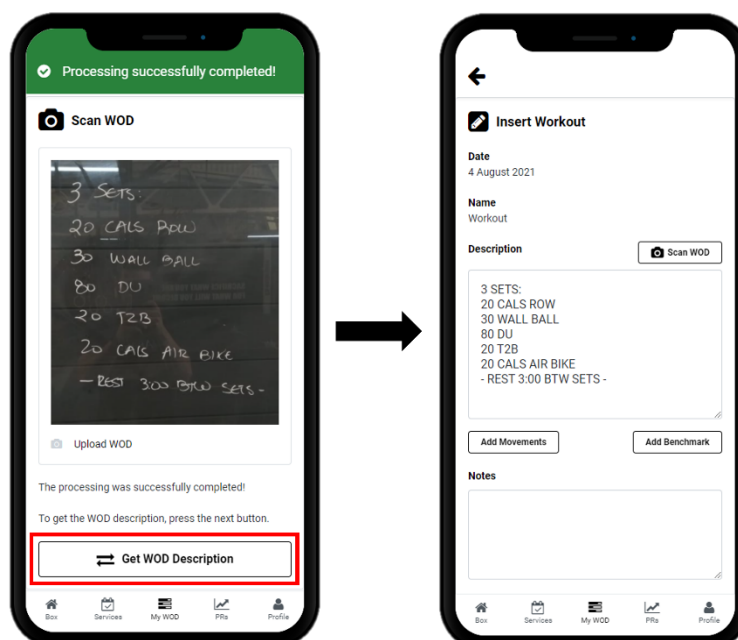 Processing successfully completed!
Scan WOD
3 SETS:
20 CALS ROW
30 WALL BALL
80 DU
20 T2B
20 CALS AIR BIKE
- REST 3:00 BTW SETS -
Upload WOD
The processing was successfully completed!
To get the WOD description, press the next button.
Get WOD Description
Box Services My WOD PRs Profile
Insert Workout
Date
4 August 2021
Name
Workout
Description
Scan WOD
3 SETS:
20 CALS ROW
30 WALL BALL
80 DU
20 T2B
20 CALS AIR BIKE
- REST 3:00 BTW SETS -
Add Movements Add Benchmark
Notes
Box Services My WOD PRs Profile